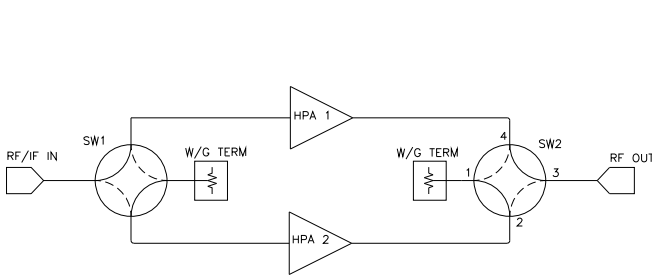 HPA 1
4
SW1
SW2
RF/IF IN
W/G TERM
W/G TERM
RF OUT
1
3
2
HPA 2